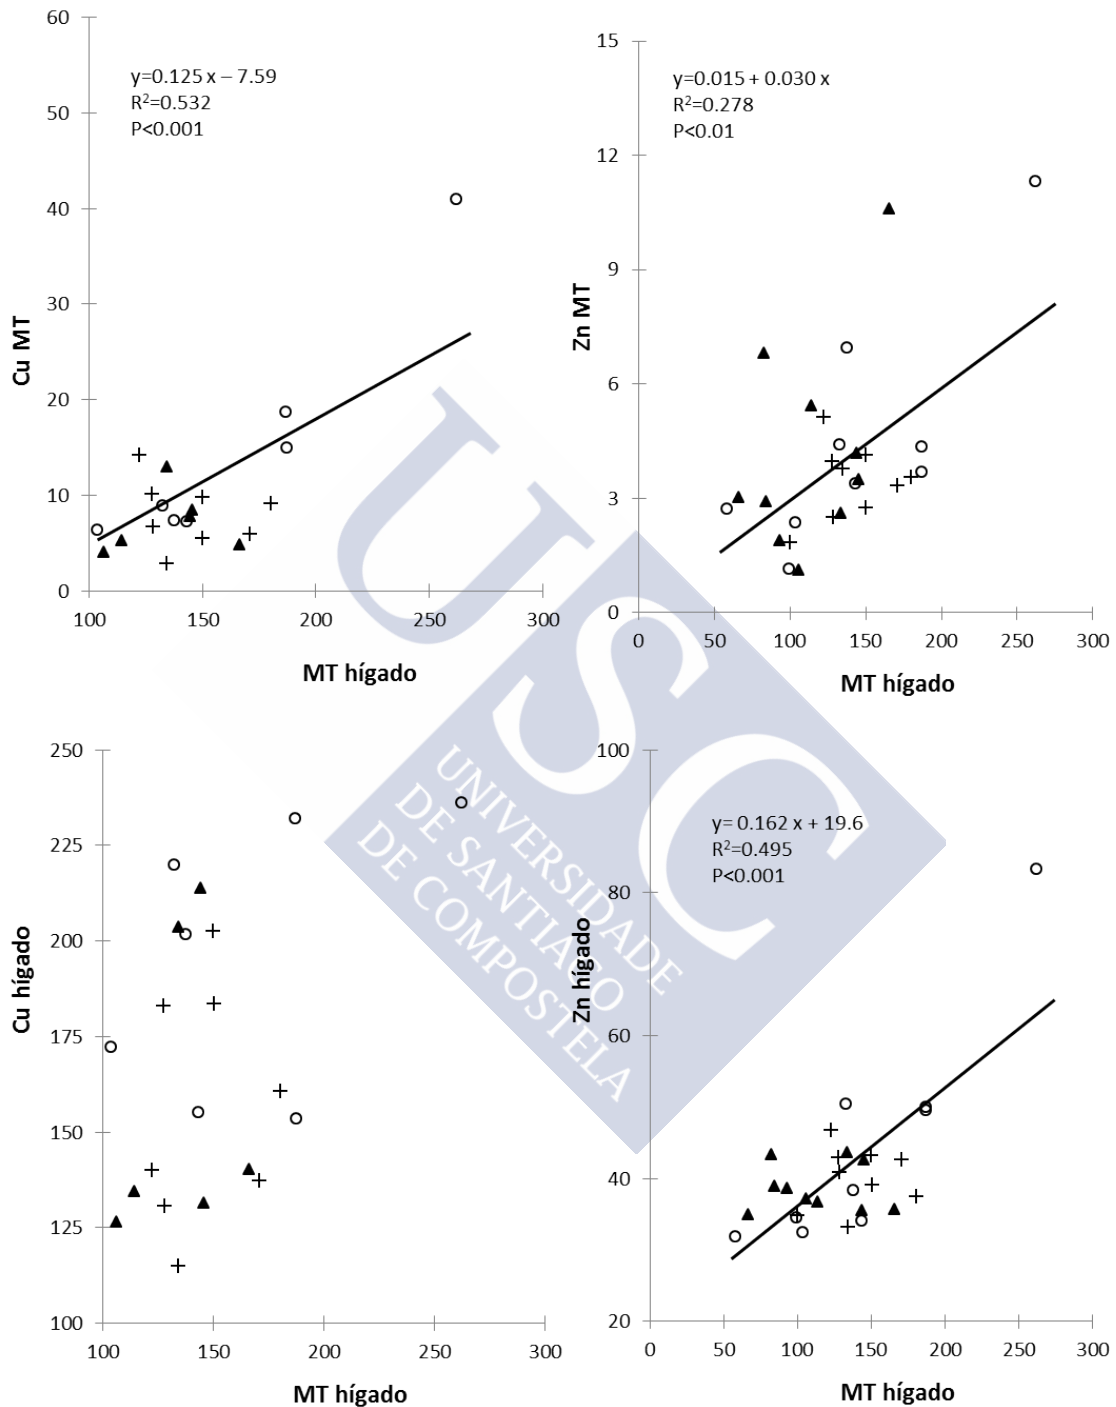 60
50
40
30
20
10
0
Cu MT
y=0.125 x – 7.59
R²=0.532
P<0.001
100 150 200 250 300
MT hígado
15
12
9
6
3
0
Zn MT
y=0.015 + 0.030 x
R²=0.278
P<0.01
0 50 100 150 200 250 300
MT hígado
250
225
200
175
150
125
100
Cu hígado
100 150 200 250 300
MT hígado
100
80
60
40
20
Zn hígado
y= 0.162 x + 19.6
R²=0.495
P<0.001
0 50 100 150 200 250 300
MT hígado
USC
UNIVERSIDADE
DE SANTIAGO
DE COMPOSTELA